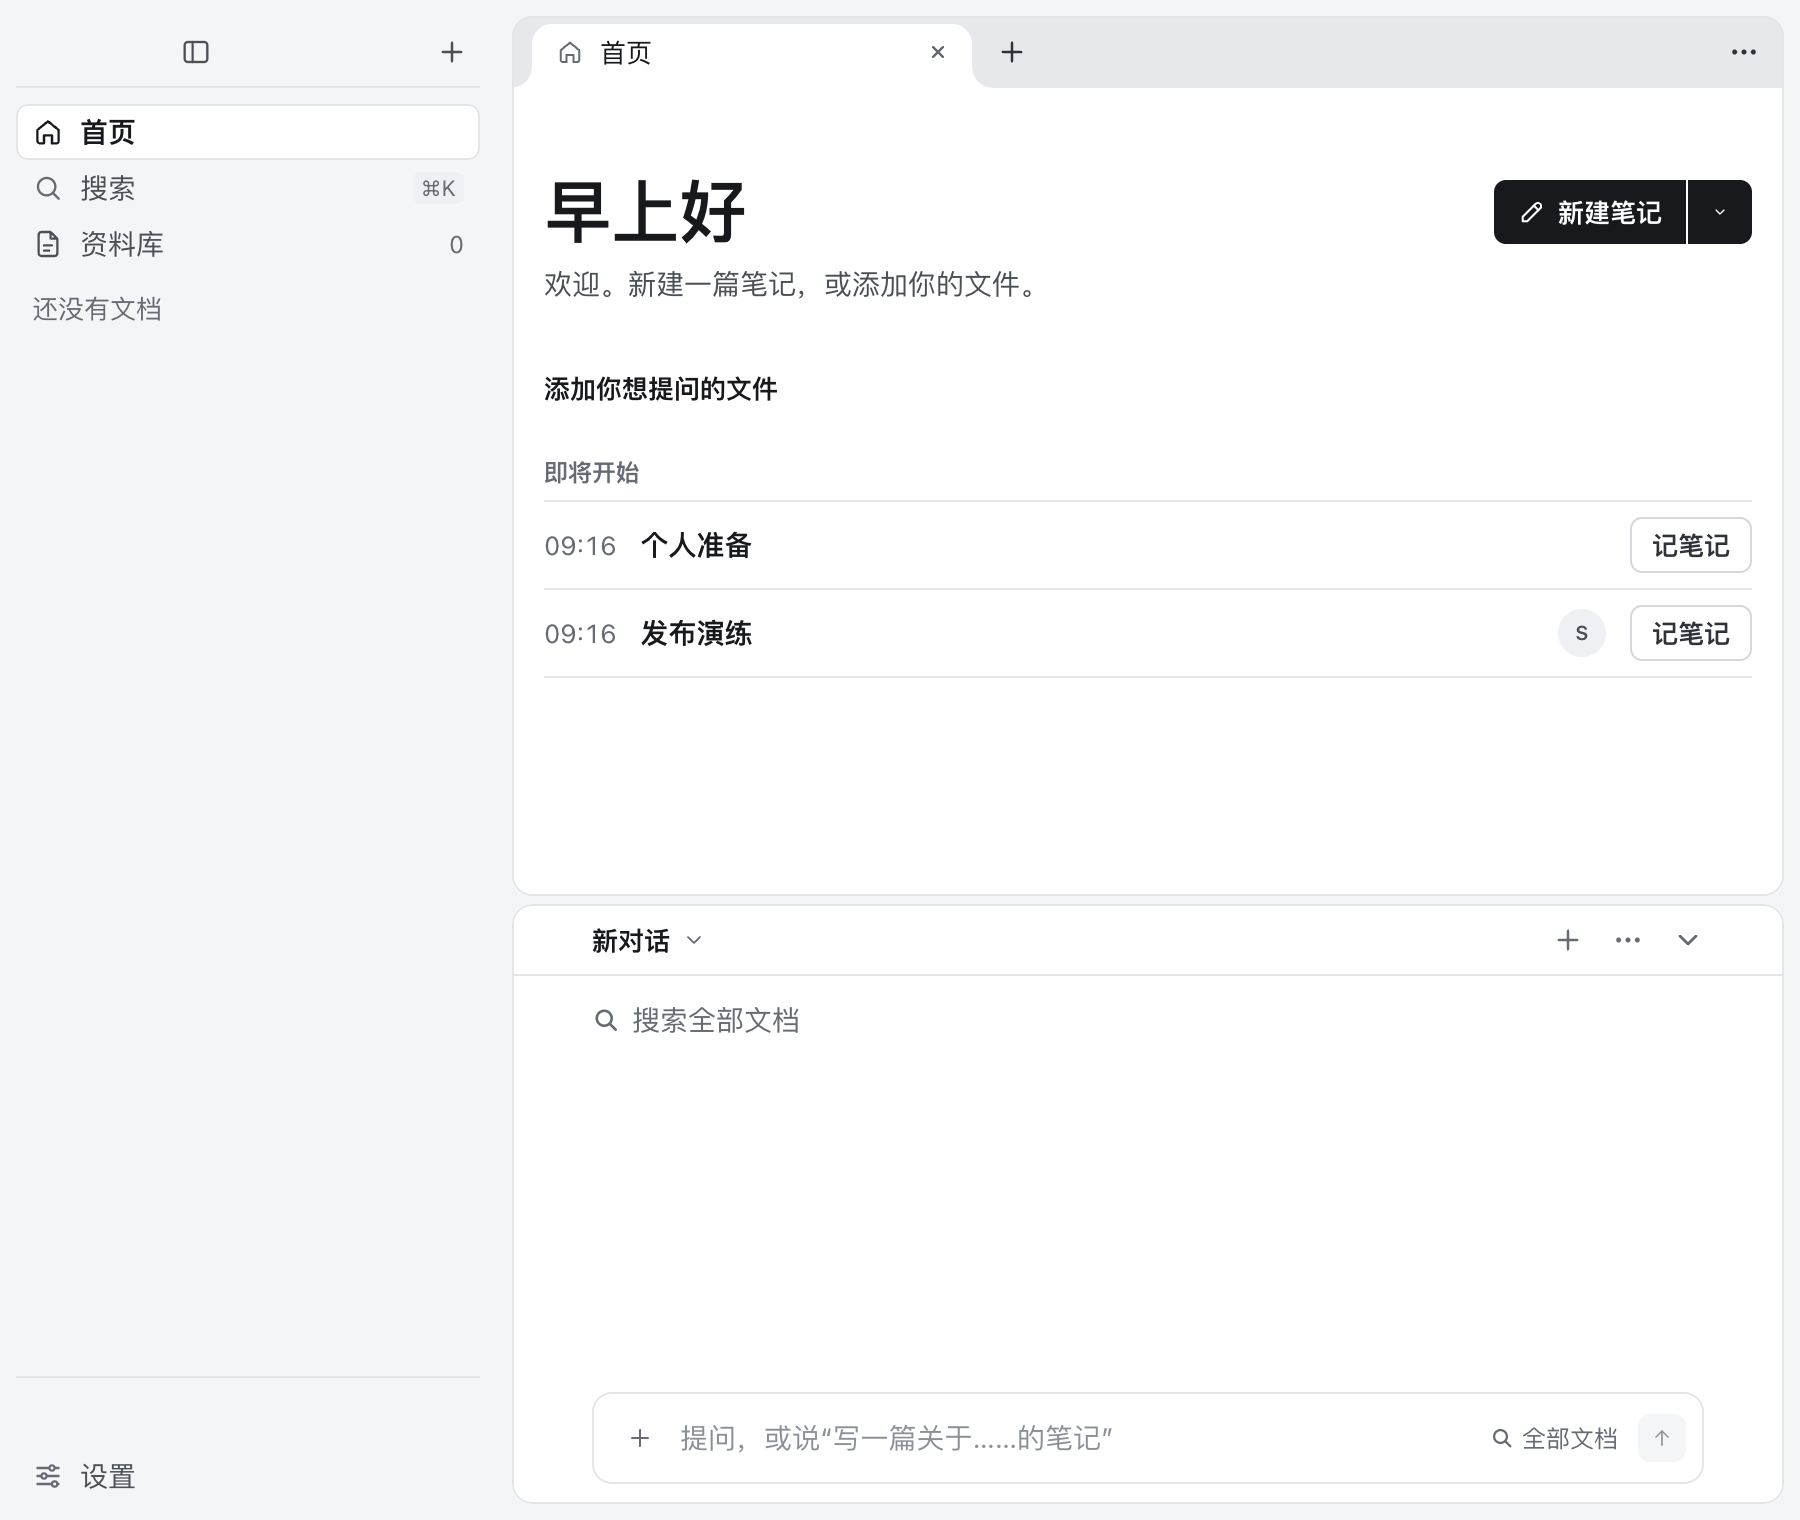 首页
搜索 ⌘K
资料库 0
还没有文档
设置
首页
早上好
新建笔记
欢迎。新建一篇笔记，或添加你的文件。
添加你想提问的文件
即将开始
09:16 个人准备 记笔记
09:16 发布演练 S 记笔记
新对话
搜索全部文档
提问，或说“写一篇关于……的笔记” 全部文档